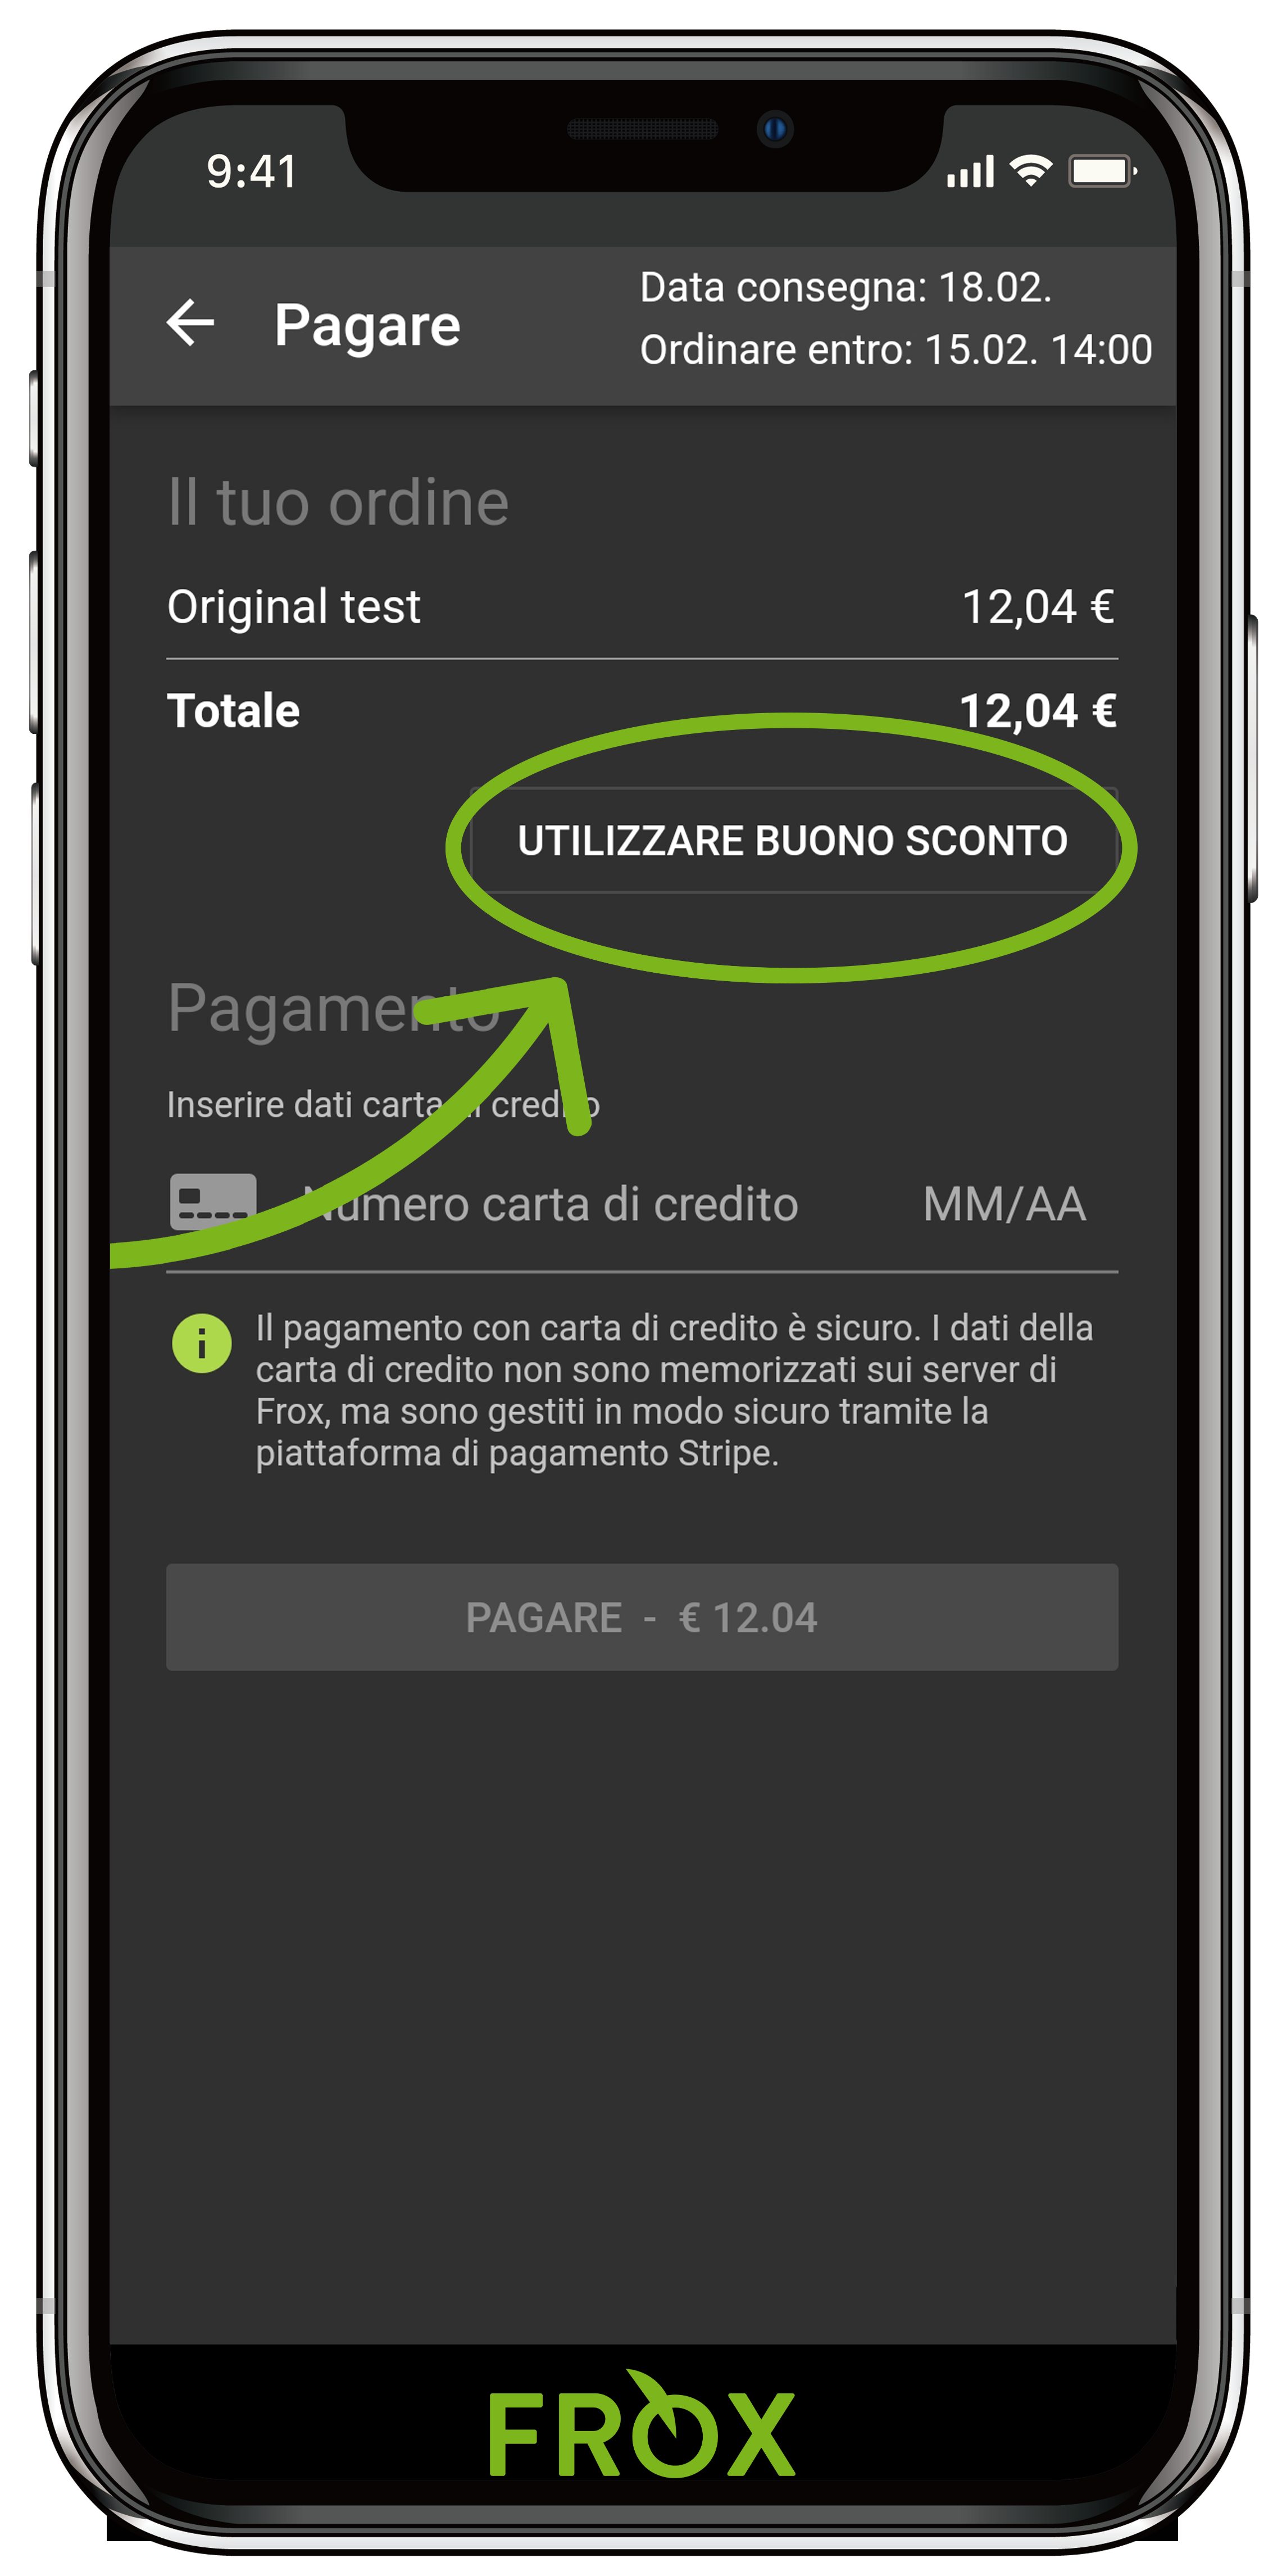 9:41
Pagare
Data consegna: 18.02.
Ordinare entro: 15.02. 14:00
Il tuo ordine
Original test 12,04 €
Totale 12,04 €
UTILIZZARE BUONO SCONTO
Pagamento
Inserire dati carta di credito
Numero carta di credito MM/AA
Il pagamento con carta di credito è sicuro. I dati della
carta di credito non sono memorizzati sui server di
Frox, ma sono gestiti in modo sicuro tramite la
piattaforma di pagamento Stripe.
PAGARE - € 12.04
FROX